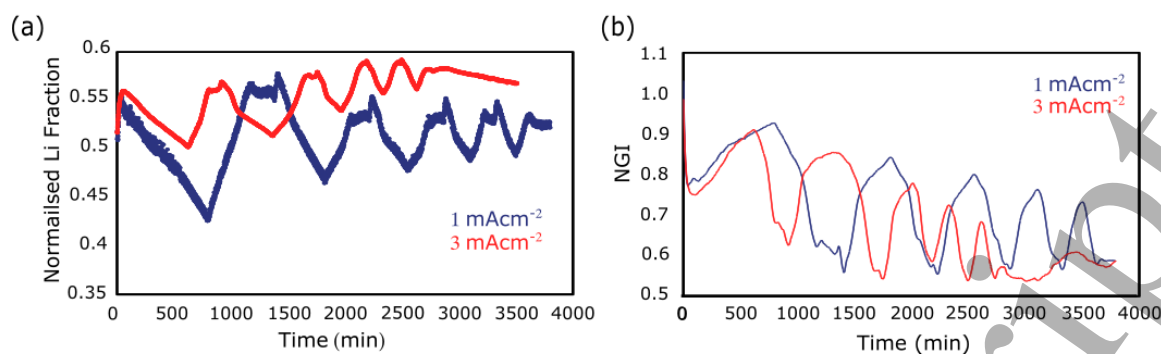 (a)
Normailsed Li Fraction
0.6
0.55
0.5
0.45
0.4
0.35
1 mAcm-2
3 mAcm-2
0 500 1000 1500 2000 2500 3000 3500 4000
Time (min)
(b)
NGI
1.1
1.0
0.9
0.8
0.7
0.6
0.5
1 mAcm-2
3 mAcm-2
0 500 1000 1500 2000 2500 3000 3500 4000
Time (min)
ipt